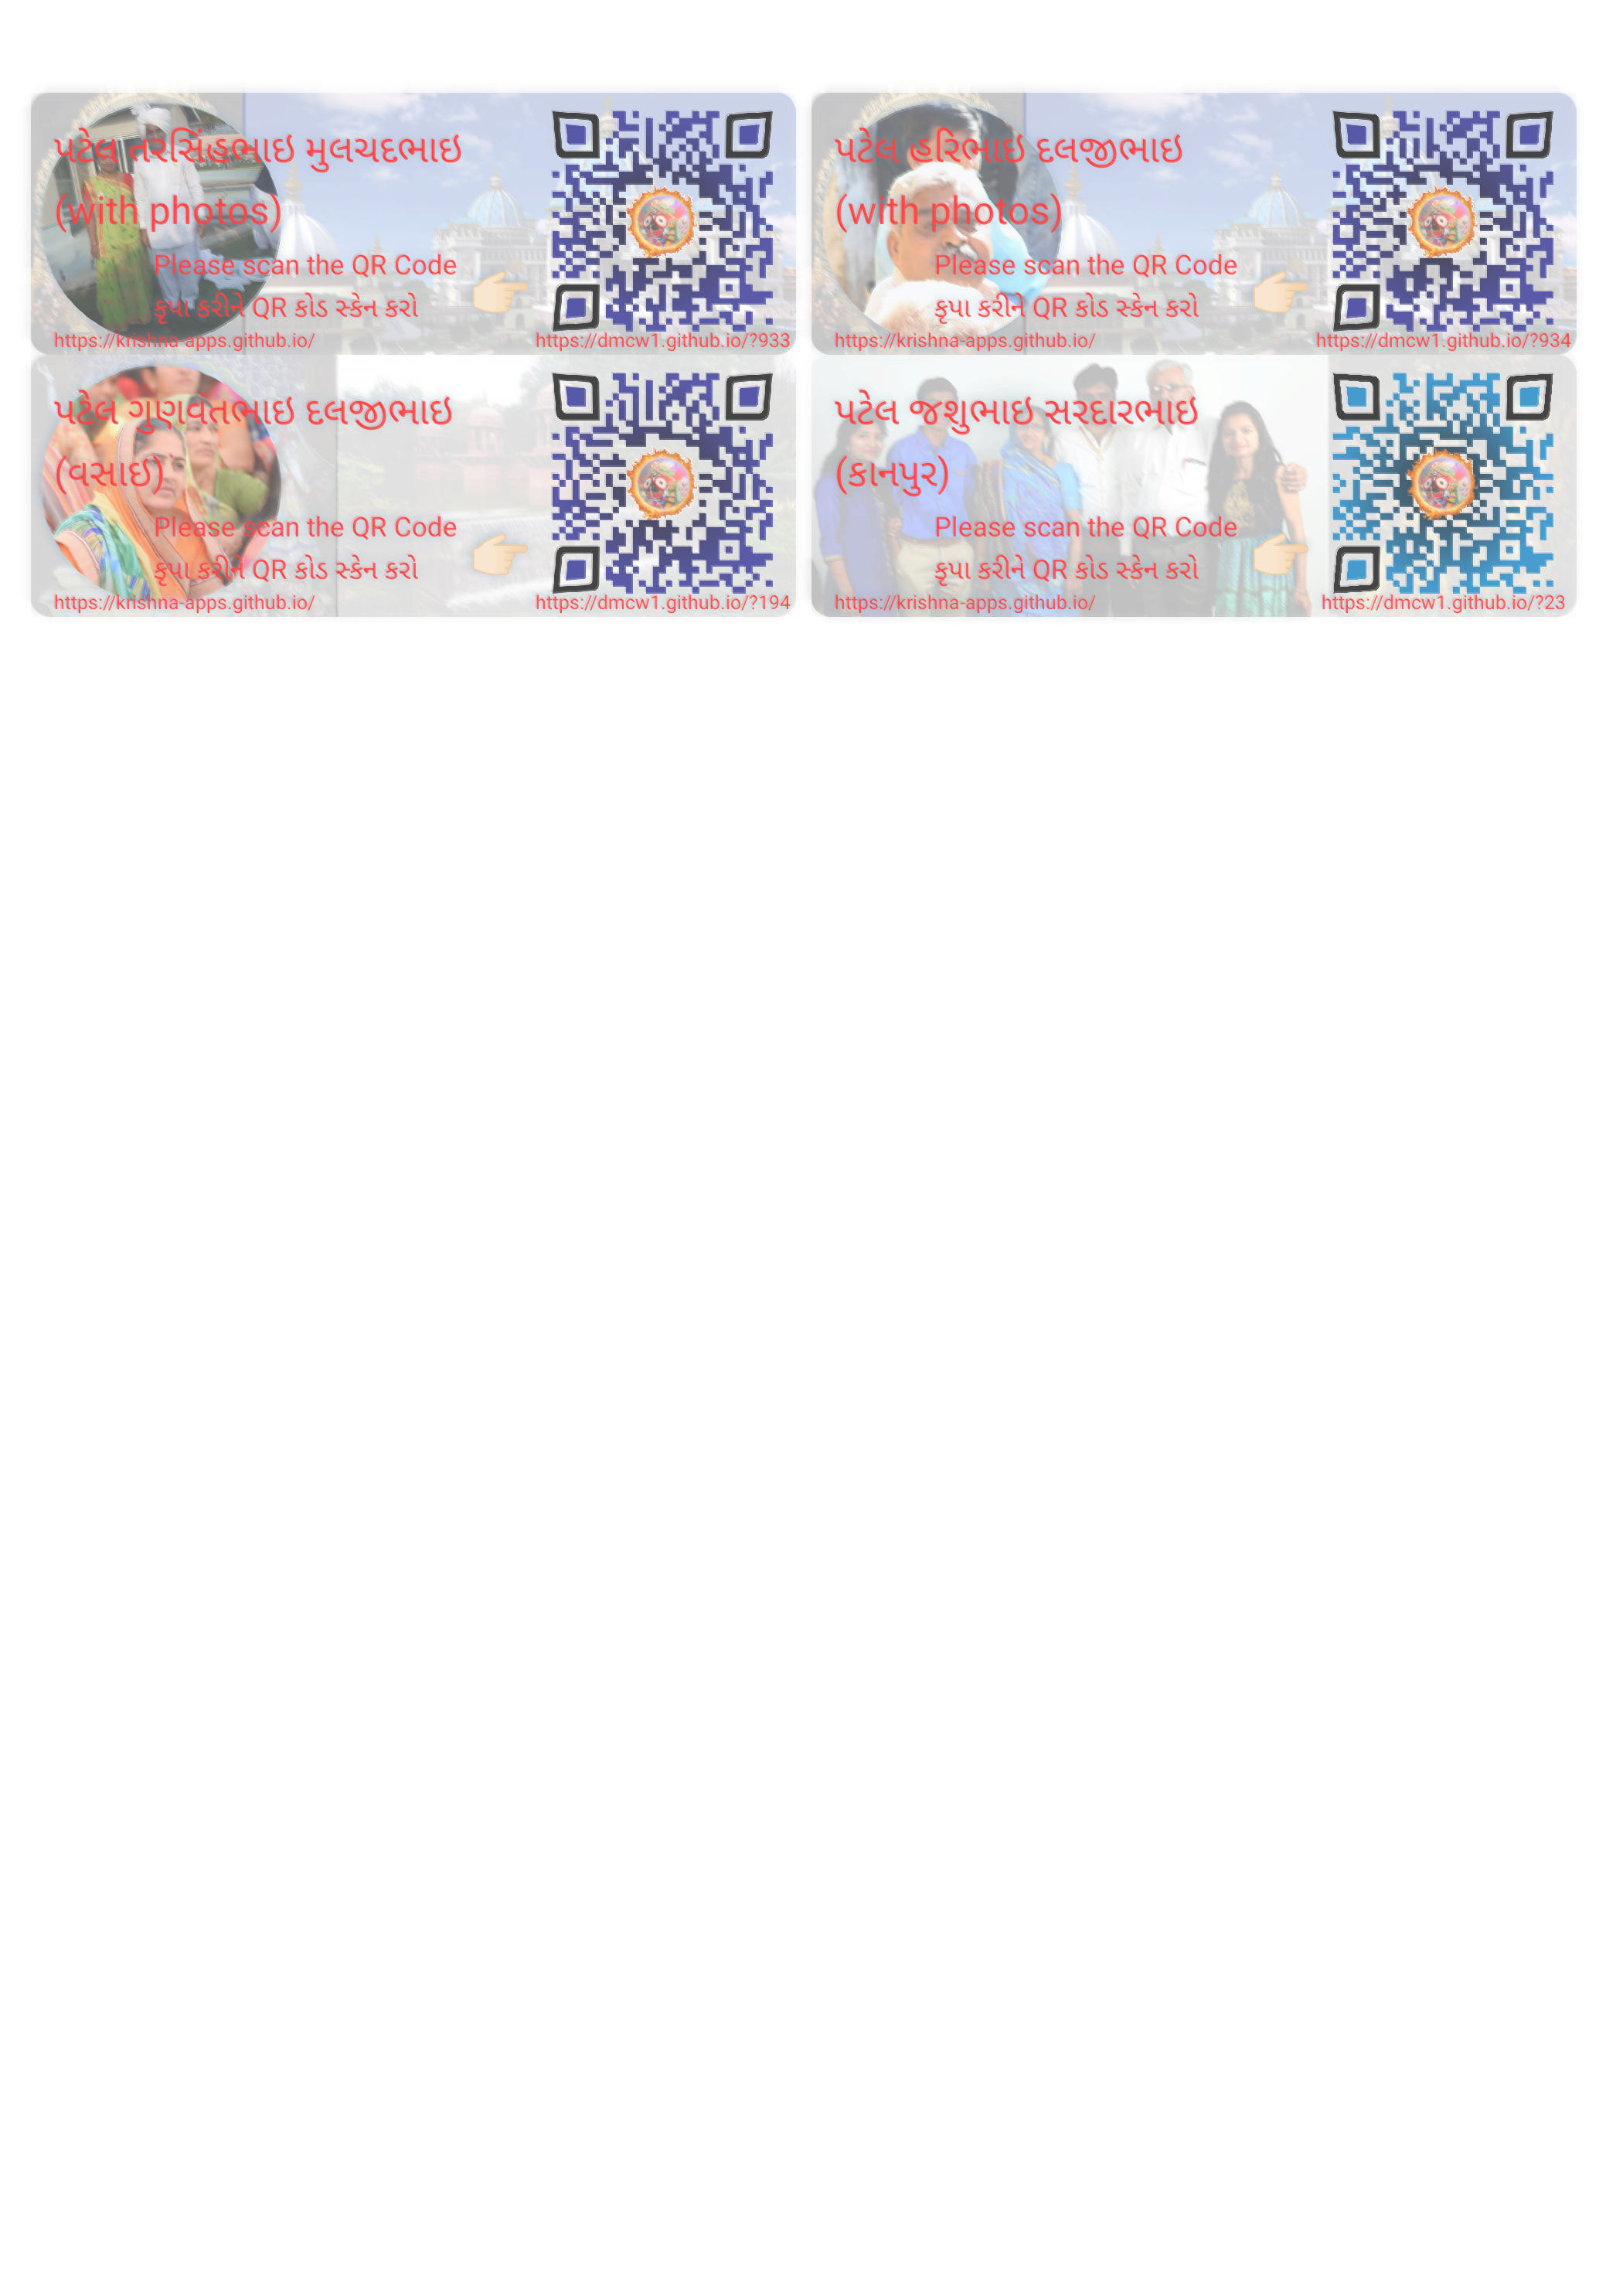 પટેલ તરસિંહભાઇ મુલચદભાઇ
(with photos)
Please scan the QR Code
કૃપા કરીને QR કોડ સ્કેન કરો
https://krishna-apps.github.io/
https://dmcw1.github.io/?933
પટેલ હરિભાઇ દલજીભાઇ
(with photos)
Please scan the QR Code
કૃપા કરીને QR કોડ સ્કેન કરો
https://krishna-apps.github.io/
https://dmcw1.github.io/?934
પટેલ ગુણવંતભાઇ દલજીભાઇ
(વસાઇ)
Please scan the QR Code
કૃપા કરીને QR કોડ સ્કેન કરો
https://krishna-apps.github.io/
https://dmcw1.github.io/?194
પટેલ જશુભાઇ સરદારભાઇ
(કાનપુર)
Please scan the QR Code
કૃપા કરીને QR કોડ સ્કેન કરો
https://krishna-apps.github.io/
https://dmcw1.github.io/?23